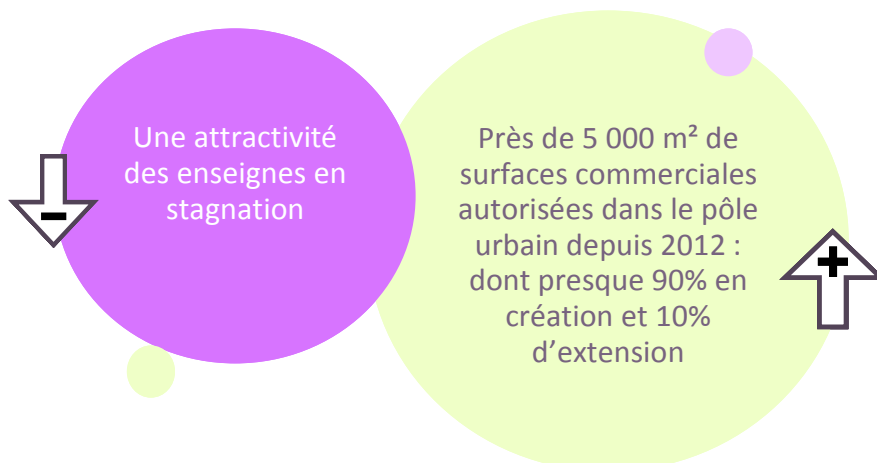 Une attractivité
des enseignes en
stagnation
-
Près de 5 000 m² de
surfaces commerciales
autorisées dans le pôle
urbain depuis 2012 :
dont presque 90% en
création et 10%
d’extension
+